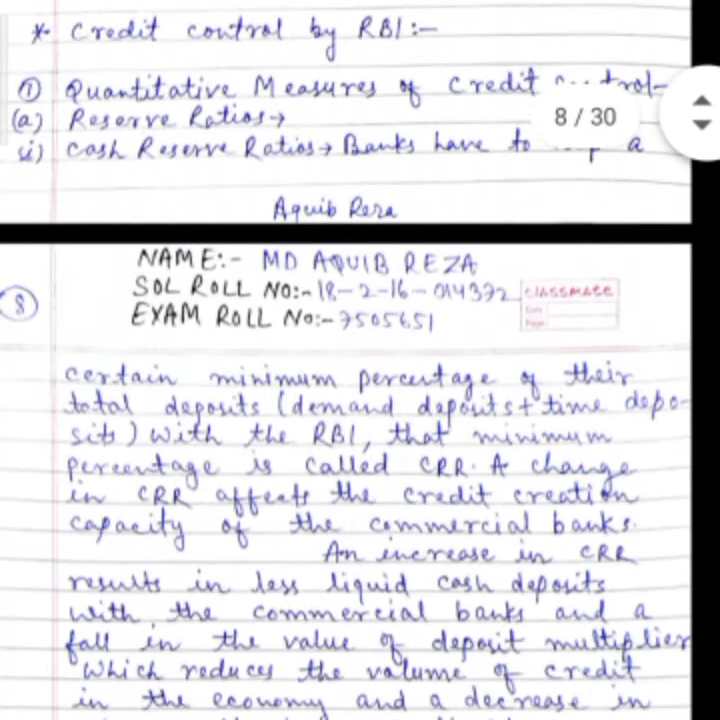 * Credit control by RBI:-
① Quantitative Measures of Credit
(a) Reserve Ratios→
8 / 30
(i) Cash Reserve Ratios→ Banks have to a
Aquib Reza
NAME:- MD AQUIB REZA
⑧ SOL ROLL NO:- 18-2-16-014372
CLASSMATE
EXAM ROLL No:- 7505651
certain minimum percentage of their
total deposits (demand deposits + time depo-
sits) with the RBI, that minimum
percentage is called CRR. A change
in CRR affects the credit creation
capacity of the commercial banks.
An increase in CRR
results in less liquid cash deposits
with the commercial banks and a
fall in the value of deposit multiplier
which reduces the volume of credit
in the economy and a decrease in